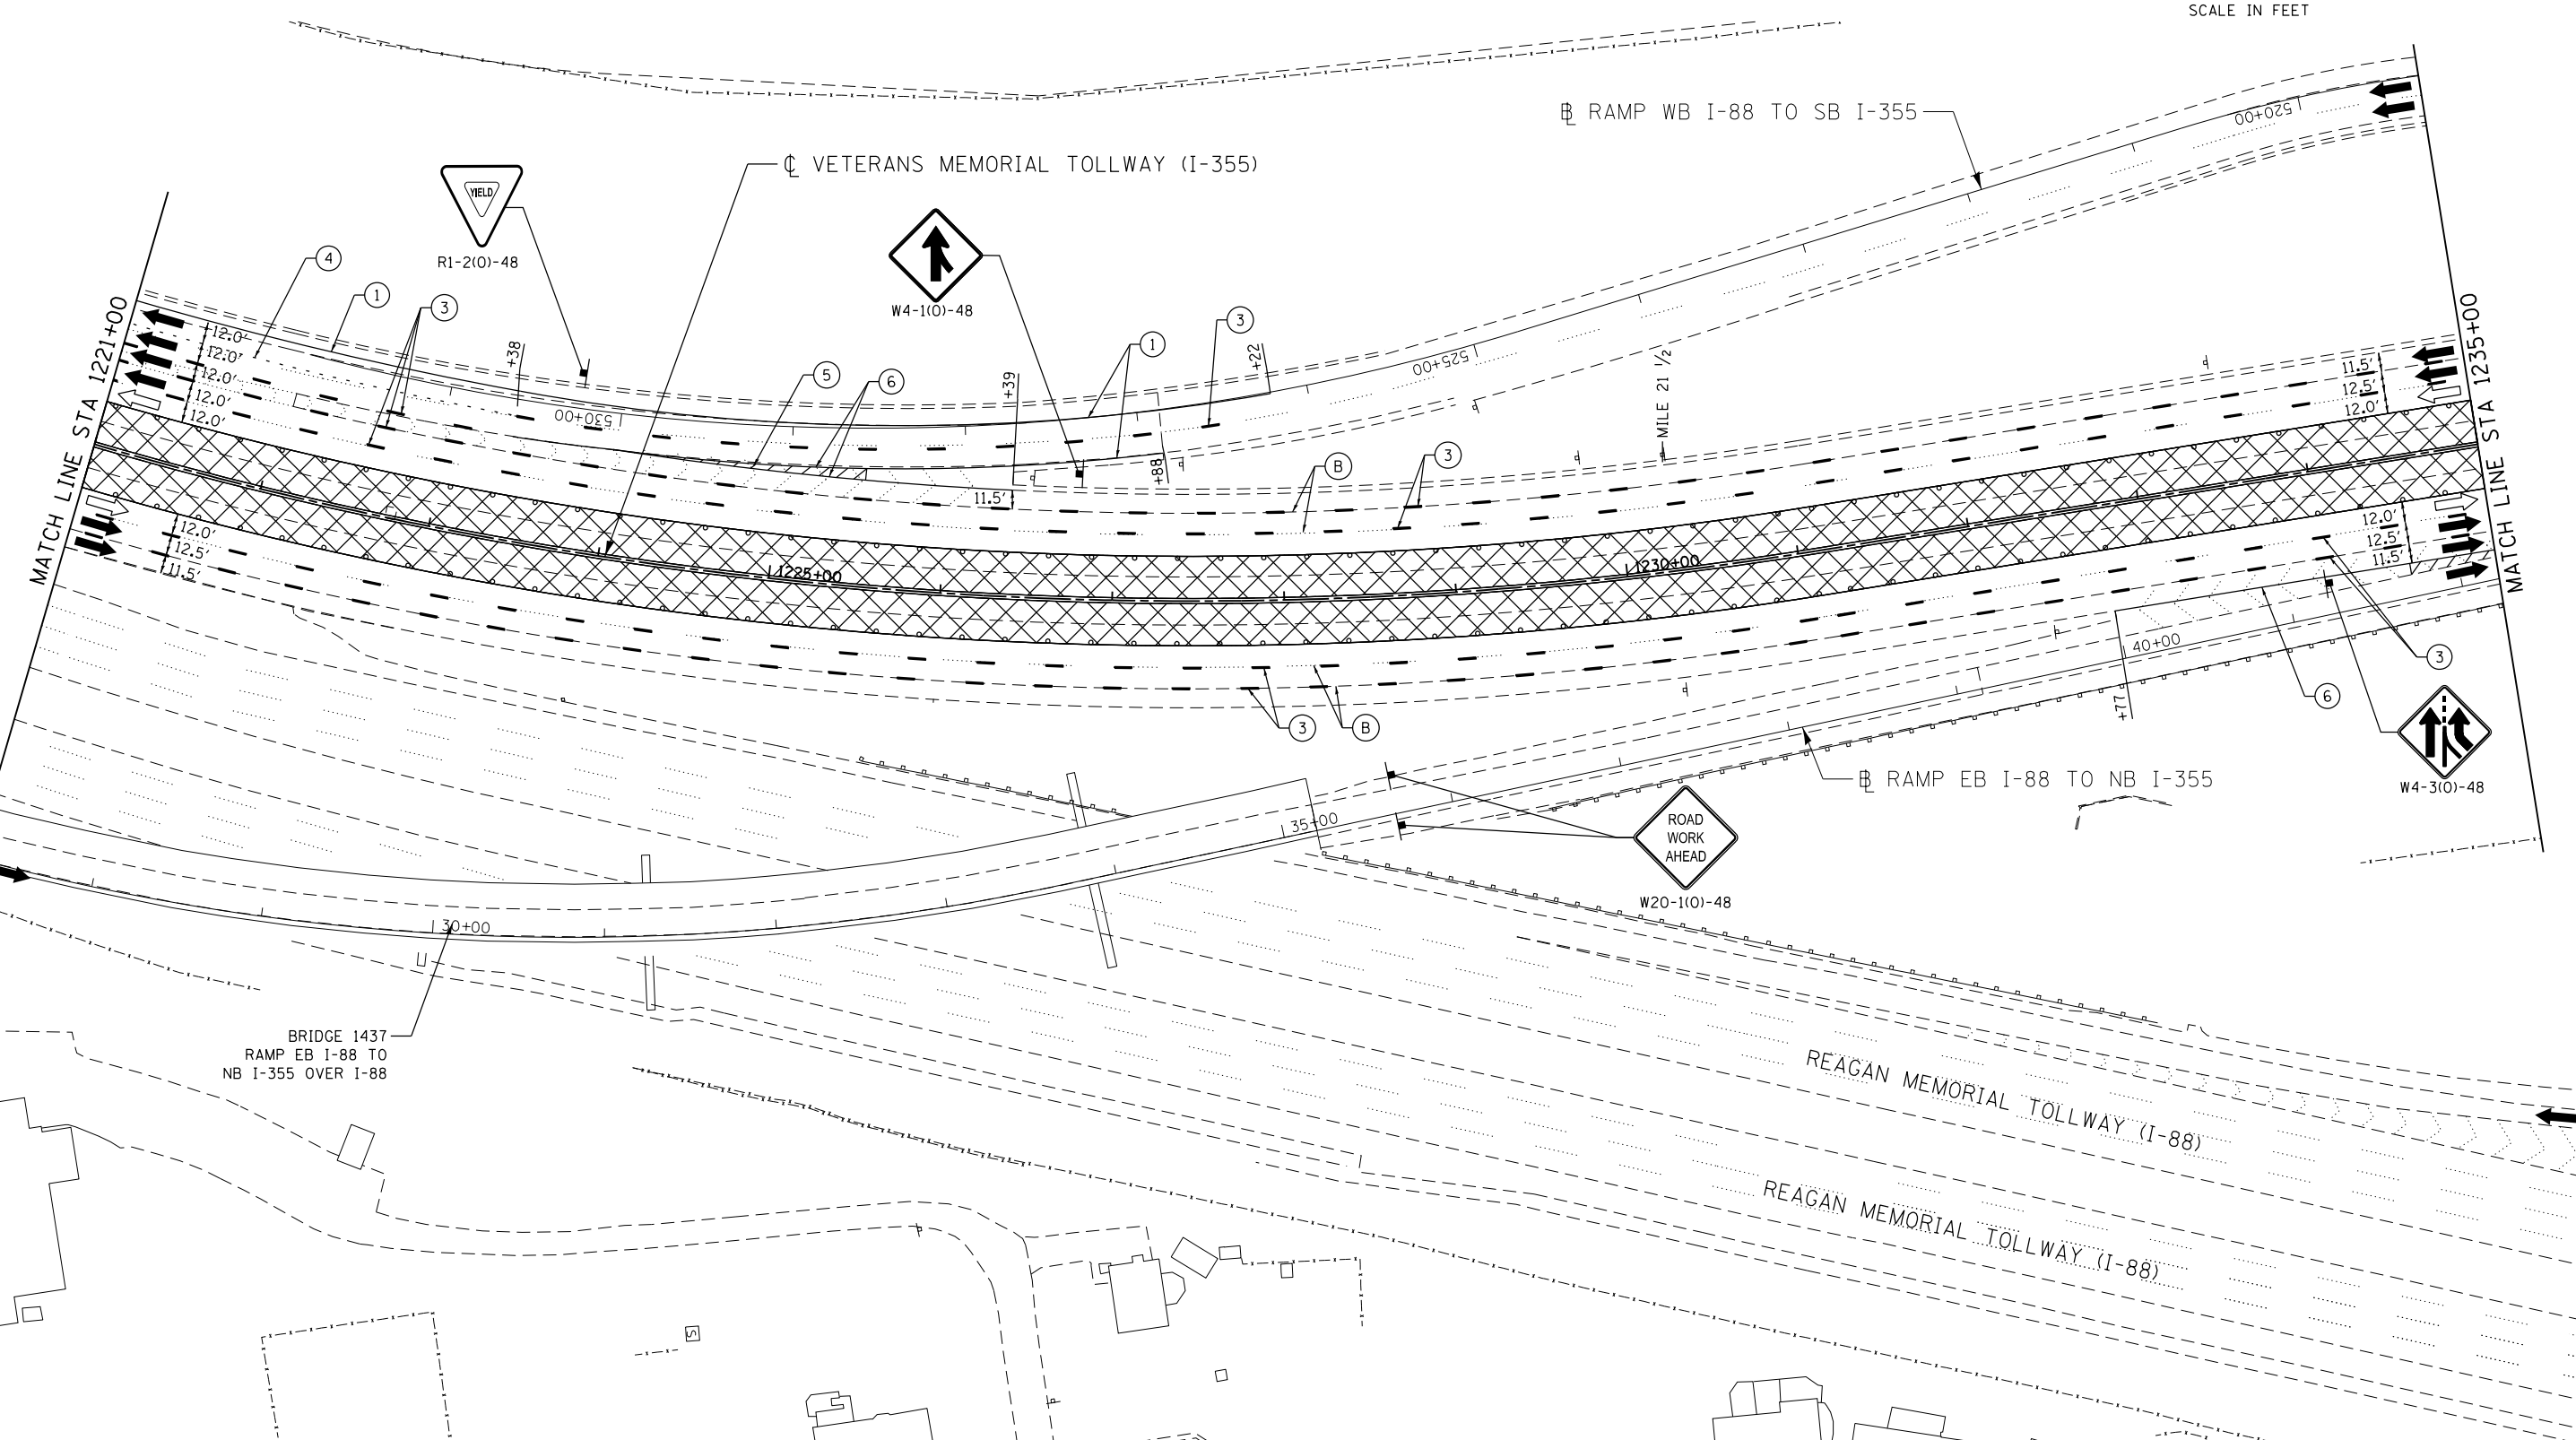 SCALE IN FEET
℄ VETERANS MEMORIAL TOLLWAY (I-355)
⅊ RAMP WB I-88 TO SB I-355
520+00
YIELD
R1-2(O)-48
W4-1(O)-48
4
1
3
3
1
+38
5
6
+39
+22
525+00
MILE 21 1/2
530+00
MATCH LINE STA 1221+00
12.0'
12.0'
12.0'
12.0'
12.0'
11.5'
+88
B
3
11.5'
12.5'
12.0'
MATCH LINE STA 1235+00
12.0'
12.5'
11.5'
1225+00
1230+00
12.0'
12.5'
11.5'
3
B
+77
40+00
3
6
W4-3(O)-48
⅊ RAMP EB I-88 TO NB I-355
35+00
ROAD
WORK
AHEAD
W20-1(O)-48
30+00
BRIDGE 1437
RAMP EB I-88 TO
NB I-355 OVER I-88
REAGAN MEMORIAL TOLLWAY (I-88)
REAGAN MEMORIAL TOLLWAY (I-88)
S